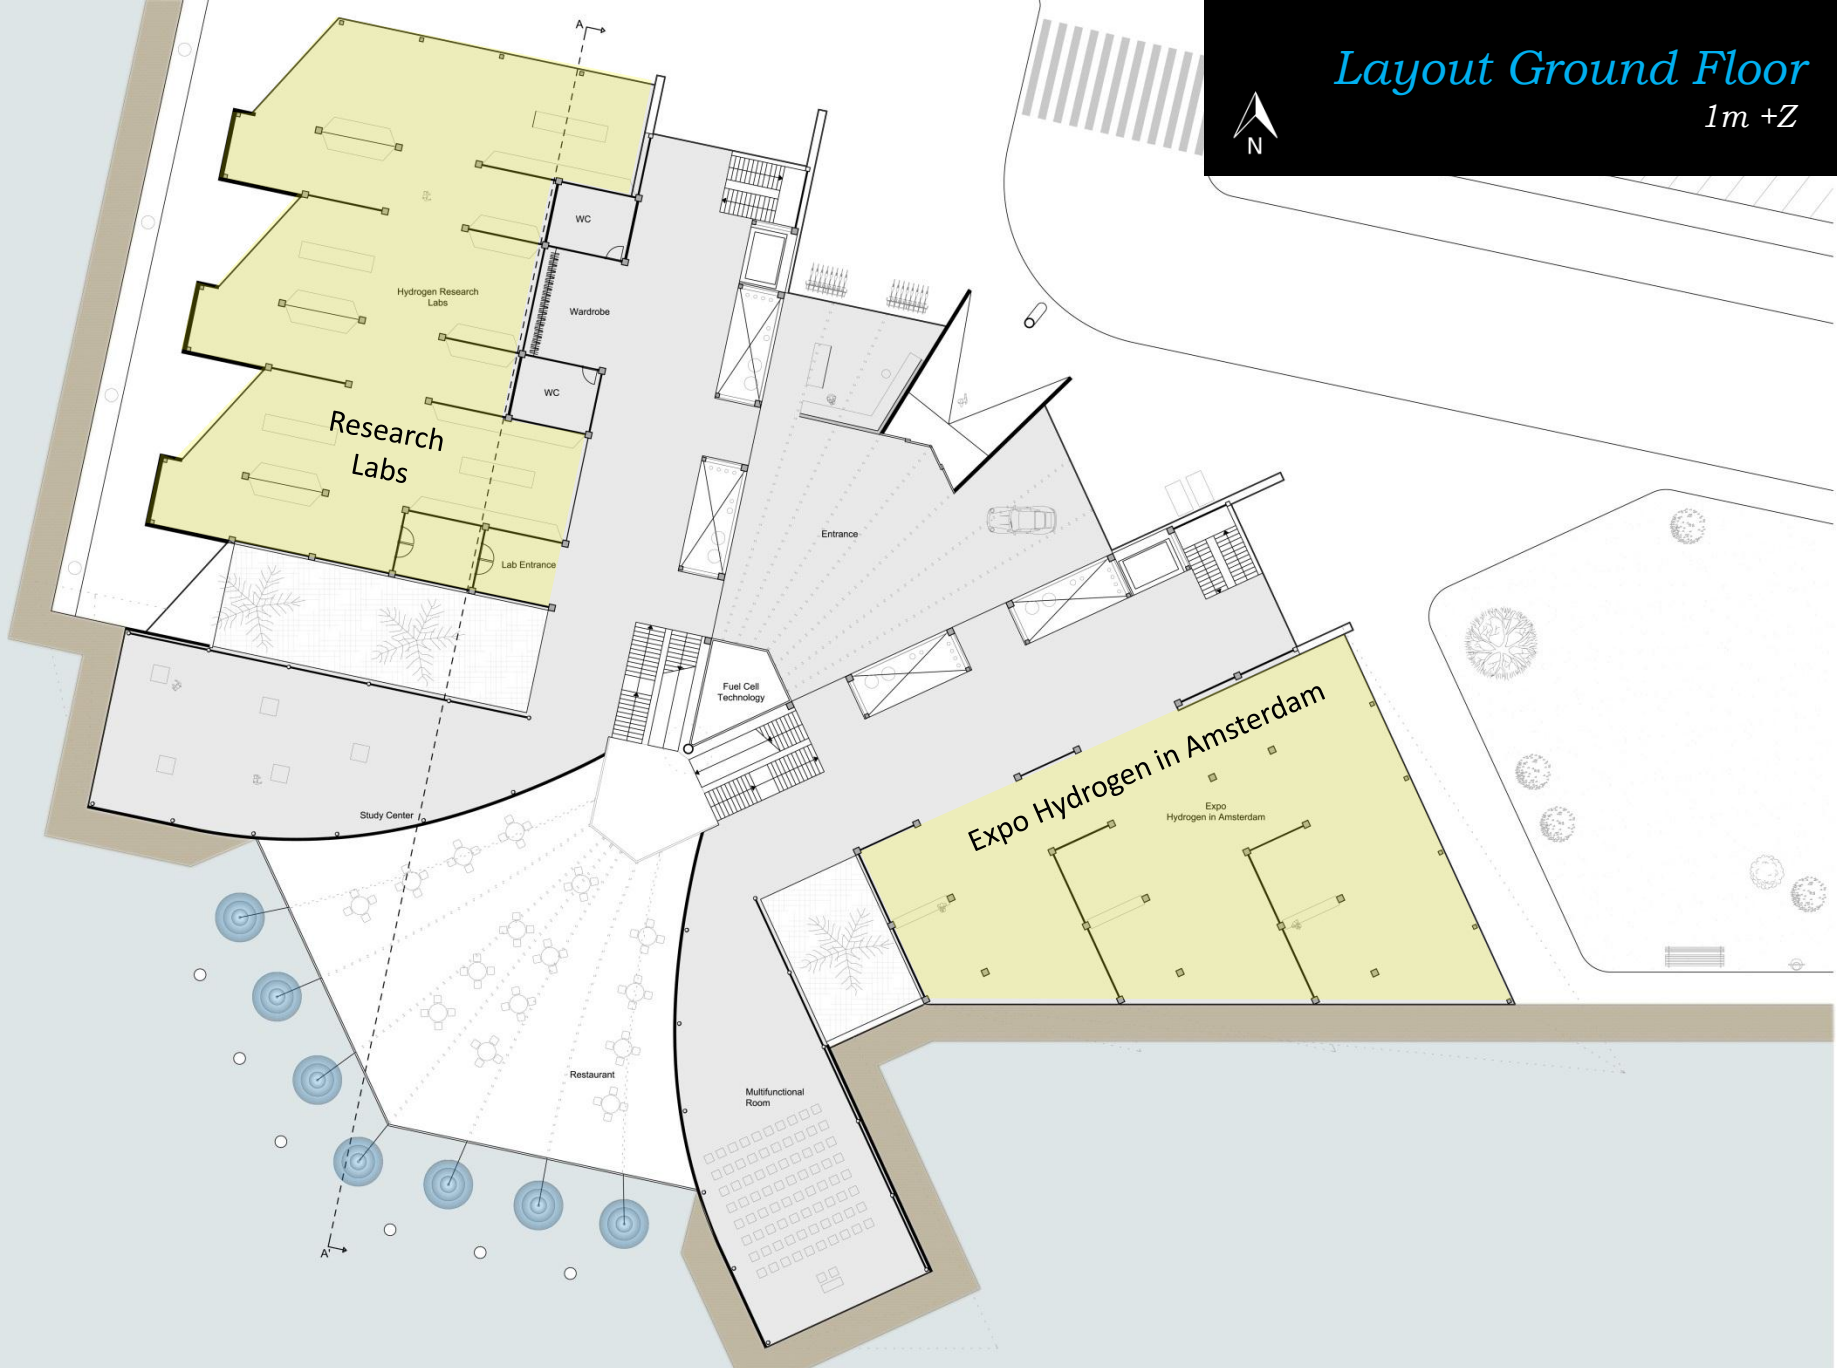 Layout Ground Floor
1m +Z
N
A
WC
Hydrogen Research
Labs
Wardrobe
WC
Research
Labs
Entrance
Lab Entrance
Fuel Cell
Technology
Expo Hydrogen in Amsterdam
Expo
Hydrogen in Amsterdam
Study Center
Restaurant
Multifunctional
Room
A'